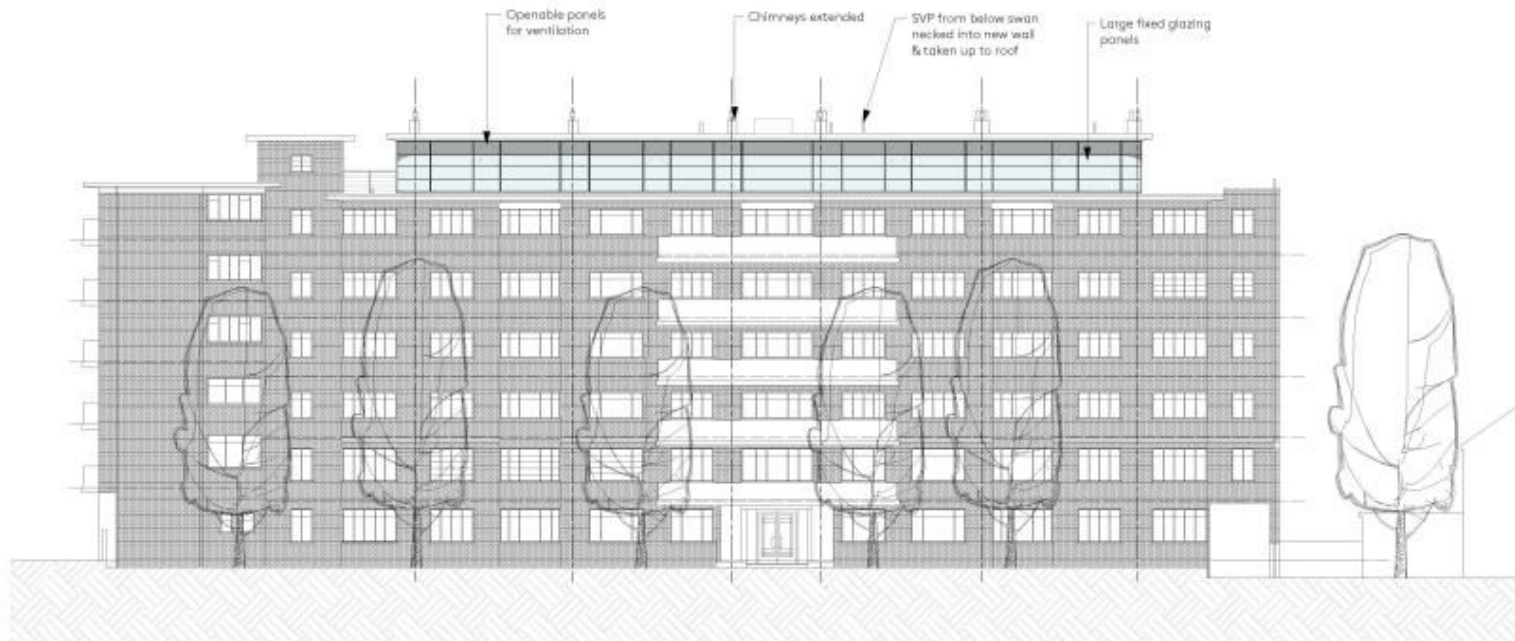 Openable panels
for ventilation
Chimneys extended
SVP from below swan
necked into new wall
& taken up to roof
Large fixed glazing
panels